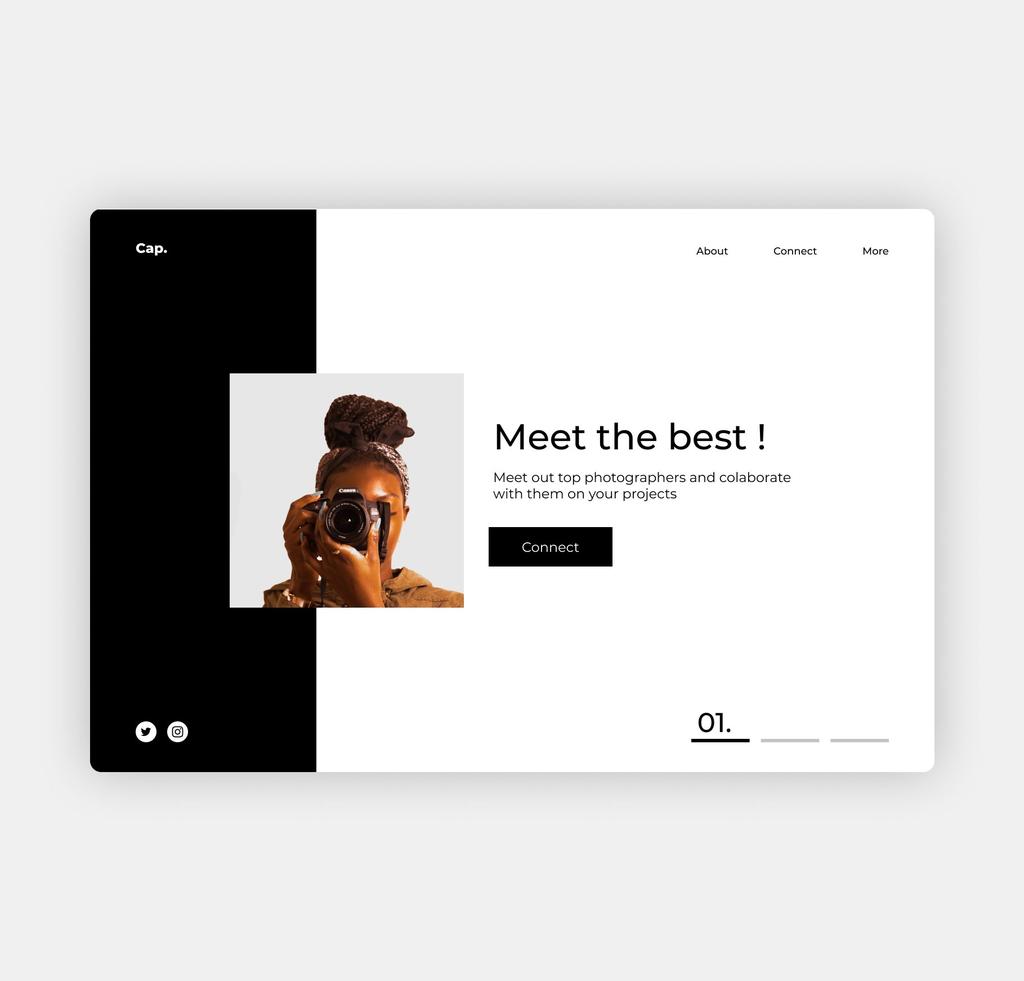 Cap.
About Connect More
Canon
Meet the best !
Meet out top photographers and colaborate
with them on your projects
Connect
01.